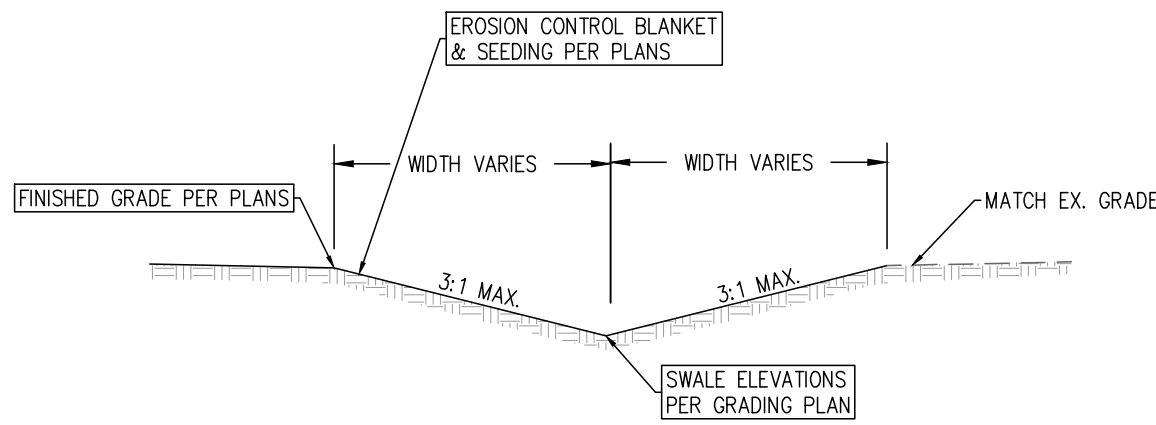 EROSION CONTROL BLANKET
& SEEDING PER PLANS
WIDTH VARIES
WIDTH VARIES
FINISHED GRADE PER PLANS
MATCH EX. GRADE
3:1 MAX.
3:1 MAX.
SWALE ELEVATIONS
PER GRADING PLAN